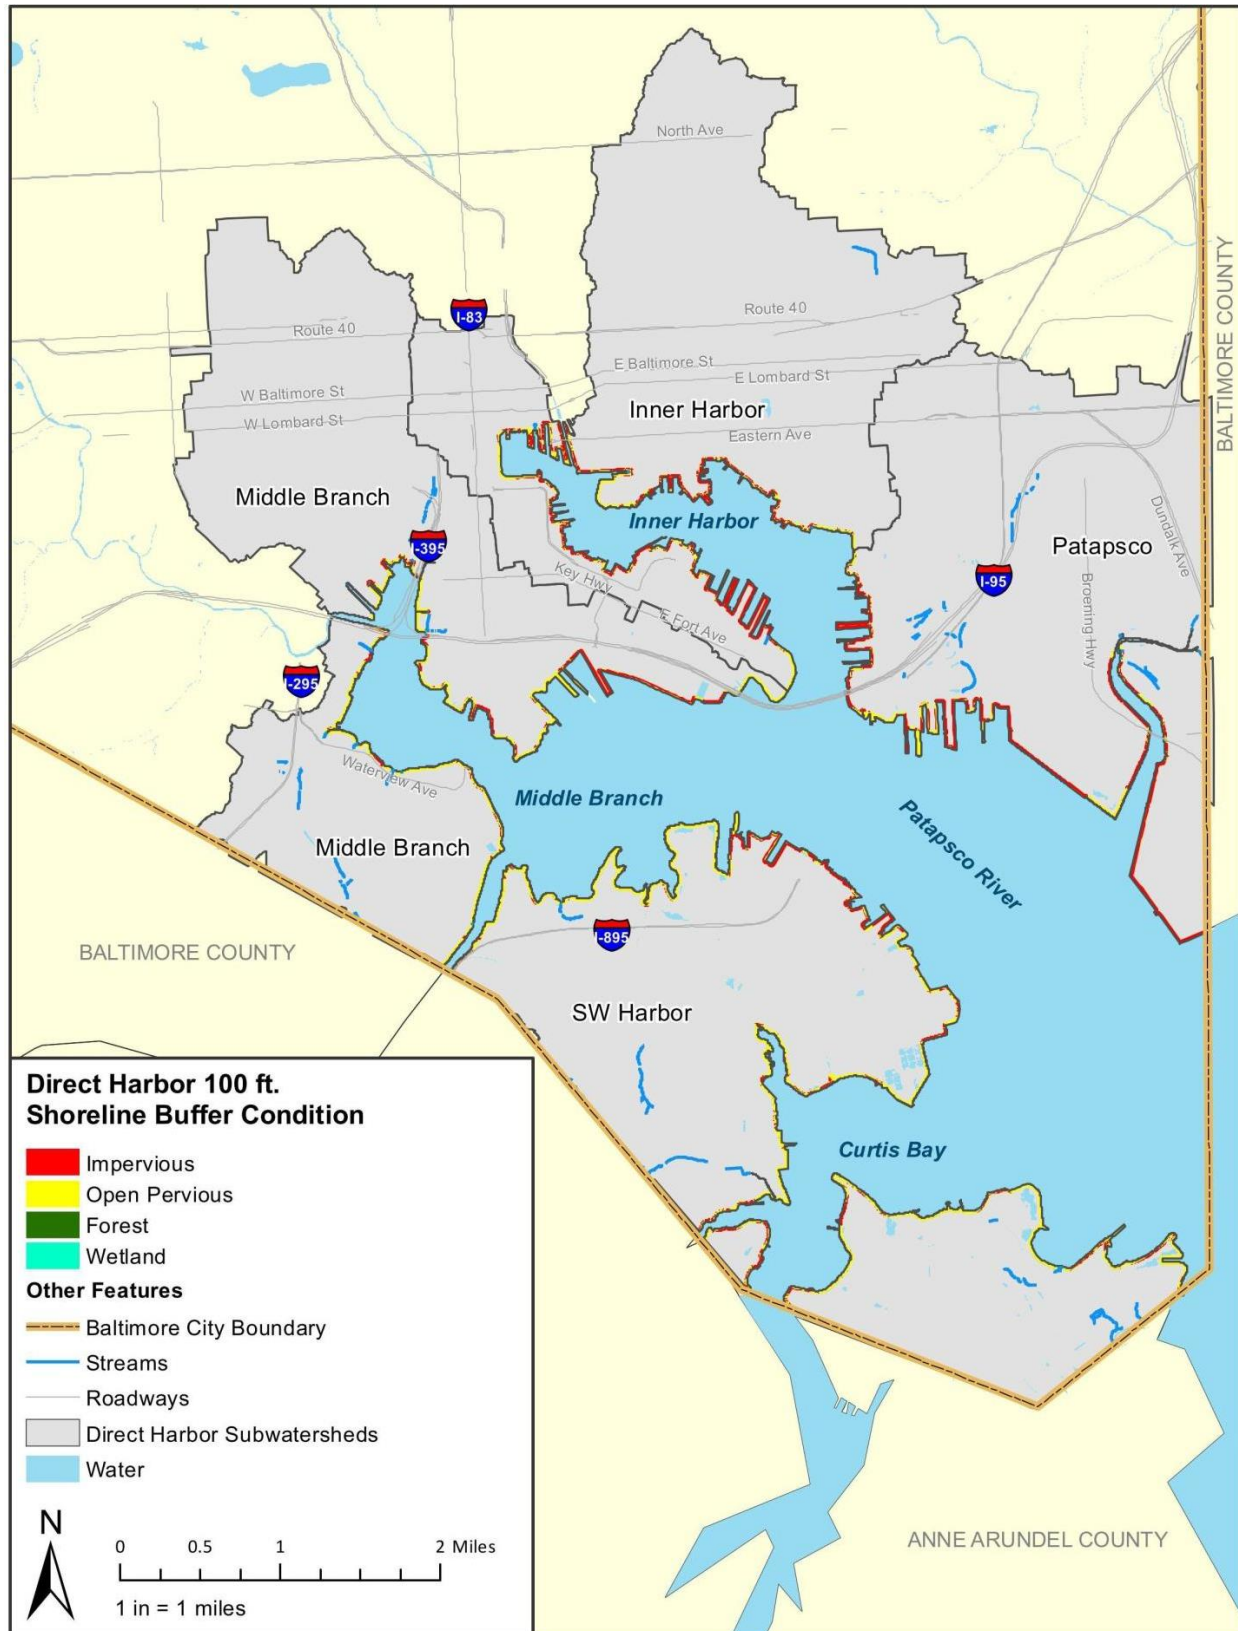 North Ave
BALTIMORE COUNTY
I-83
Route 40
Route 40
E Baltimore St
E Lombard St
W Baltimore St
W Lombard St
Inner Harbor
Eastern Ave
Middle Branch
Inner Harbor
Dundalk Ave
I-395
Patapsco
Key Hwy
I-95
Broening Hwy
E Fort Ave
I-295
Waterview Ave
Middle Branch
Patapsco River
Middle Branch
I-895
BALTIMORE COUNTY
SW Harbor
Curtis Bay
Direct Harbor 100 ft.
Shoreline Buffer Condition
Impervious
Open Pervious
Forest
Wetland
Other Features
Baltimore City Boundary
Streams
Roadways
Direct Harbor Subwatersheds
Water
N
0 0.5 1 2 Miles
1 in = 1 miles
ANNE ARUNDEL COUNTY